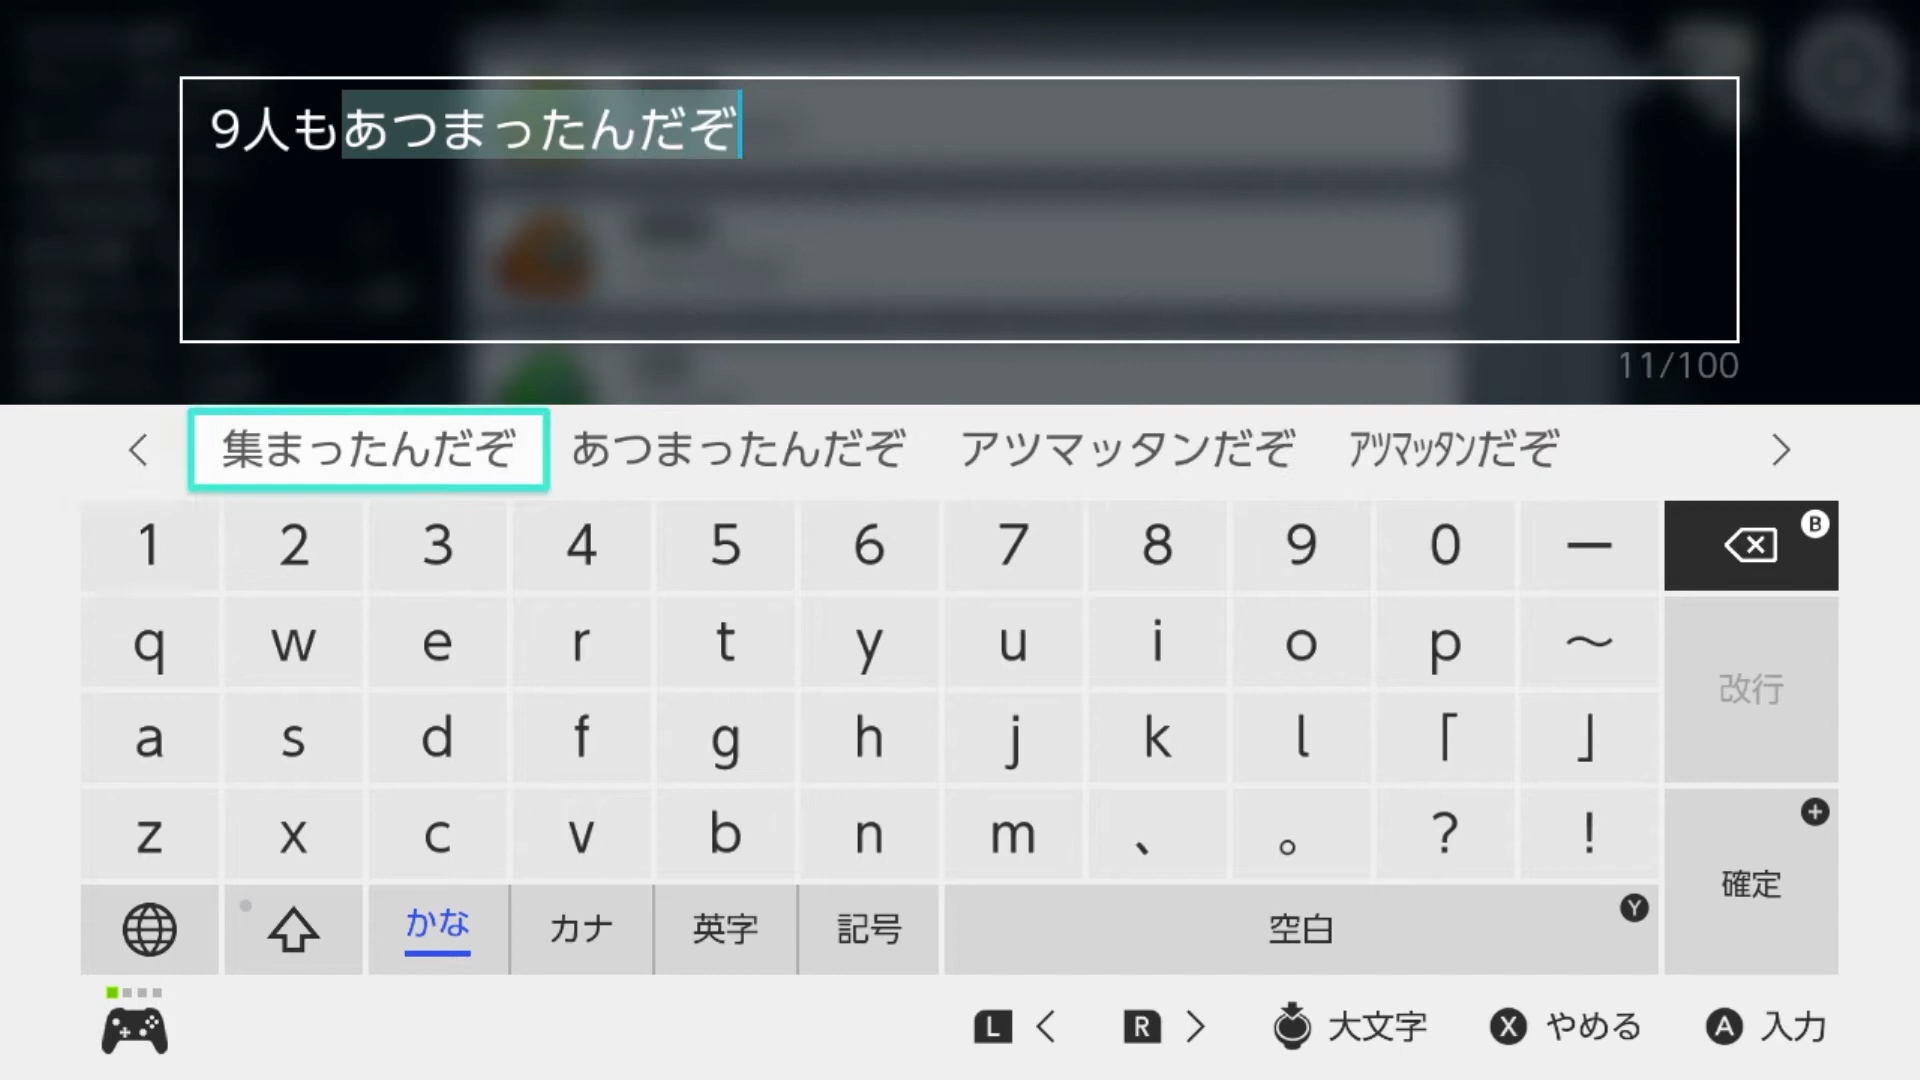 9人もあつまったんだぞ
11/100
集まったんだぞ あつまったんだぞ アツマッタンだぞ ｱﾂﾏｯﾀﾝだぞ
1 2 3 4 5 6 7 8 9 0 ー B
q w e r t y u i o p ～ 改行
a s d f g h j k l 「 」
z x c v b n m 、 。 ? ! 確定
かな カナ 英字 記号 空白 Y
L R 大文字 X やめる A 入力